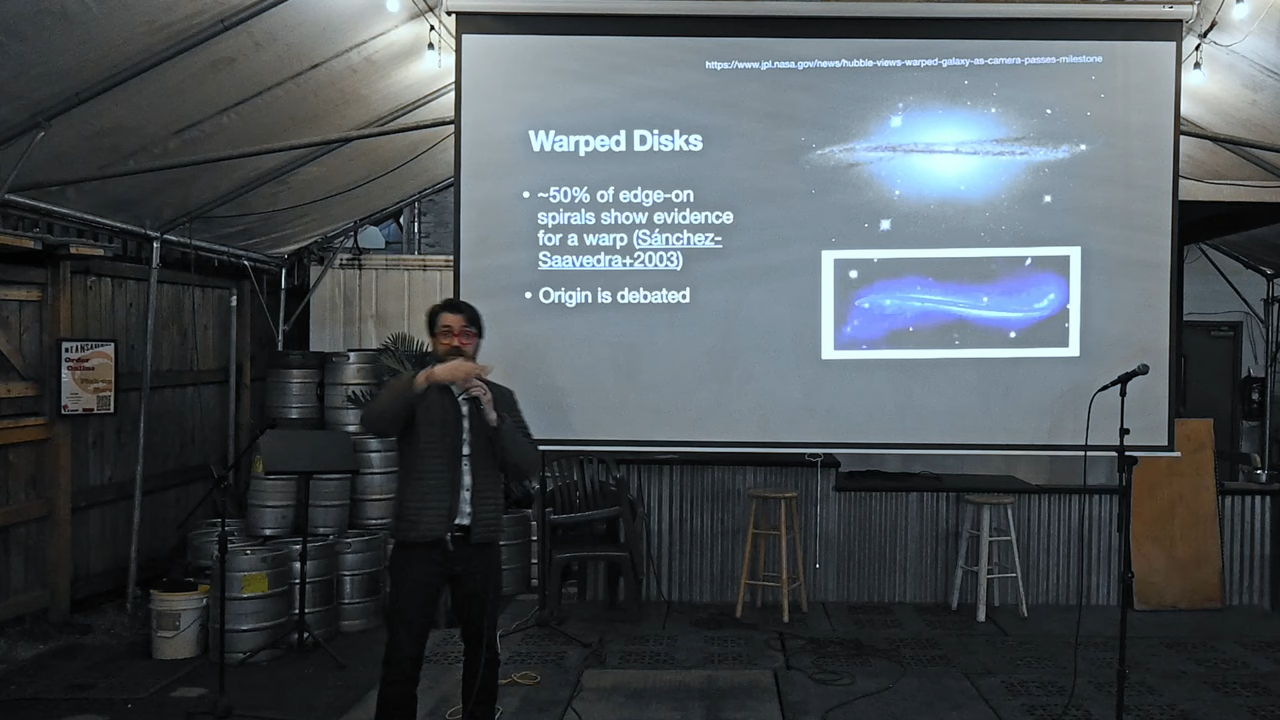 https://www.jpl.nasa.gov/news/hubble-views-warped-galaxy-as-camera-passes-milestone
Warped Disks
• ~50% of edge-on
spirals show evidence
for a warp (Sánchez-
Saavedra+2003)
• Origin is debated
Order
Online